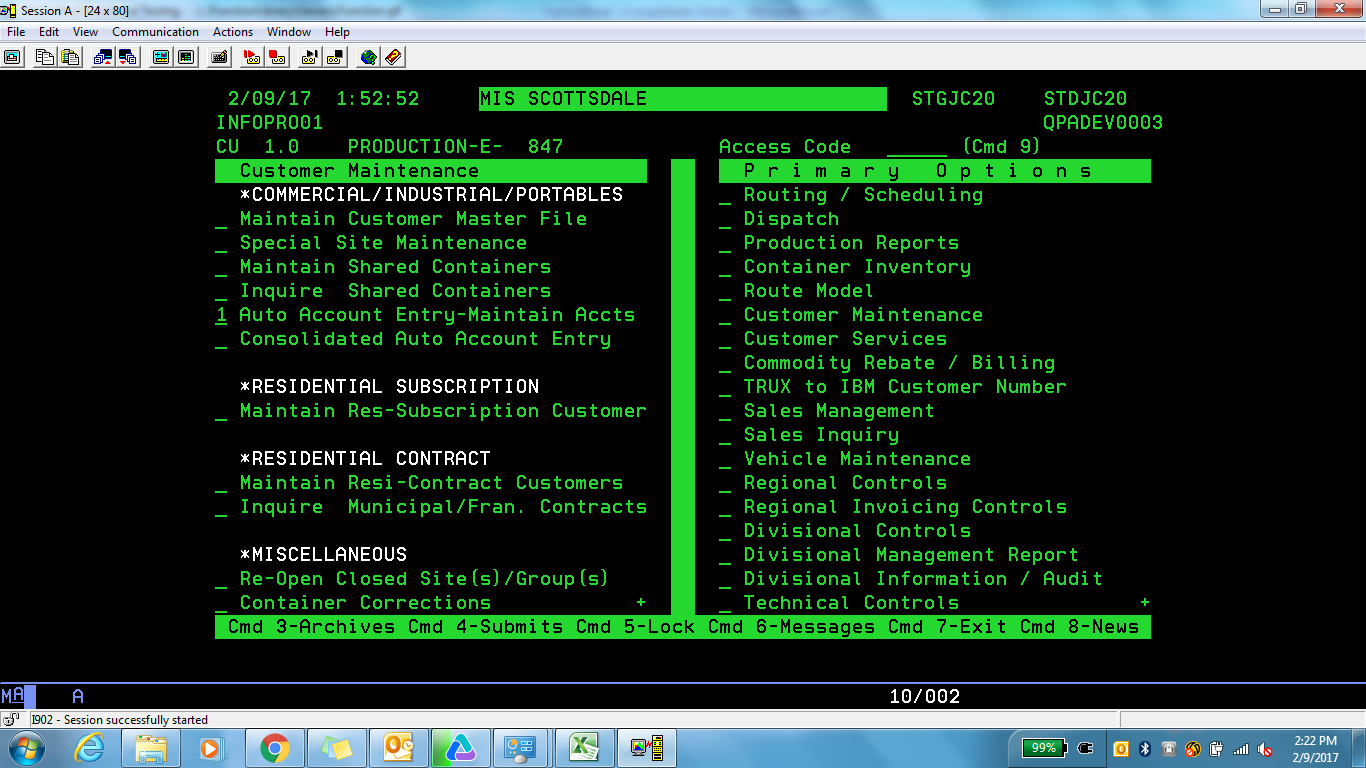 Session A - [24 x 80]
File Edit View Communication Actions Window Help
2/09/17 1:52:52 MIS SCOTTSDALE STGJC20 STDJC20
INFOPRO01 QPADEV0003
CU 1.0 PRODUCTION-E- 847 Access Code ______ (Cmd 9)
Customer Maintenance P r i m a r y O p t i o n s
*COMMERCIAL/INDUSTRIAL/PORTABLES _ Routing / Scheduling
_ Maintain Customer Master File _ Dispatch
_ Special Site Maintenance _ Production Reports
_ Maintain Shared Containers _ Container Inventory
_ Inquire Shared Containers _ Route Model
1 Auto Account Entry-Maintain Accts _ Customer Maintenance
_ Consolidated Auto Account Entry _ Customer Services
_ Commodity Rebate / Billing
*RESIDENTIAL SUBSCRIPTION _ TRUX to IBM Customer Number
_ Maintain Res-Subscription Customer _ Sales Management
_ Sales Inquiry
*RESIDENTIAL CONTRACT _ Vehicle Maintenance
_ Maintain Resi-Contract Customers _ Regional Controls
_ Inquire Municipal/Fran. Contracts _ Regional Invoicing Controls
_ Divisional Controls
*MISCELLANEOUS _ Divisional Management Report
_ Re-Open Closed Site(s)/Group(s) _ Divisional Information / Audit
_ Container Corrections + _ Technical Controls +
Cmd 3-Archives Cmd 4-Submits Cmd 5-Lock Cmd 6-Messages Cmd 7-Exit Cmd 8-News
MA A 10/002
I902 - Session successfully started
99% 2:22 PM
2/9/2017